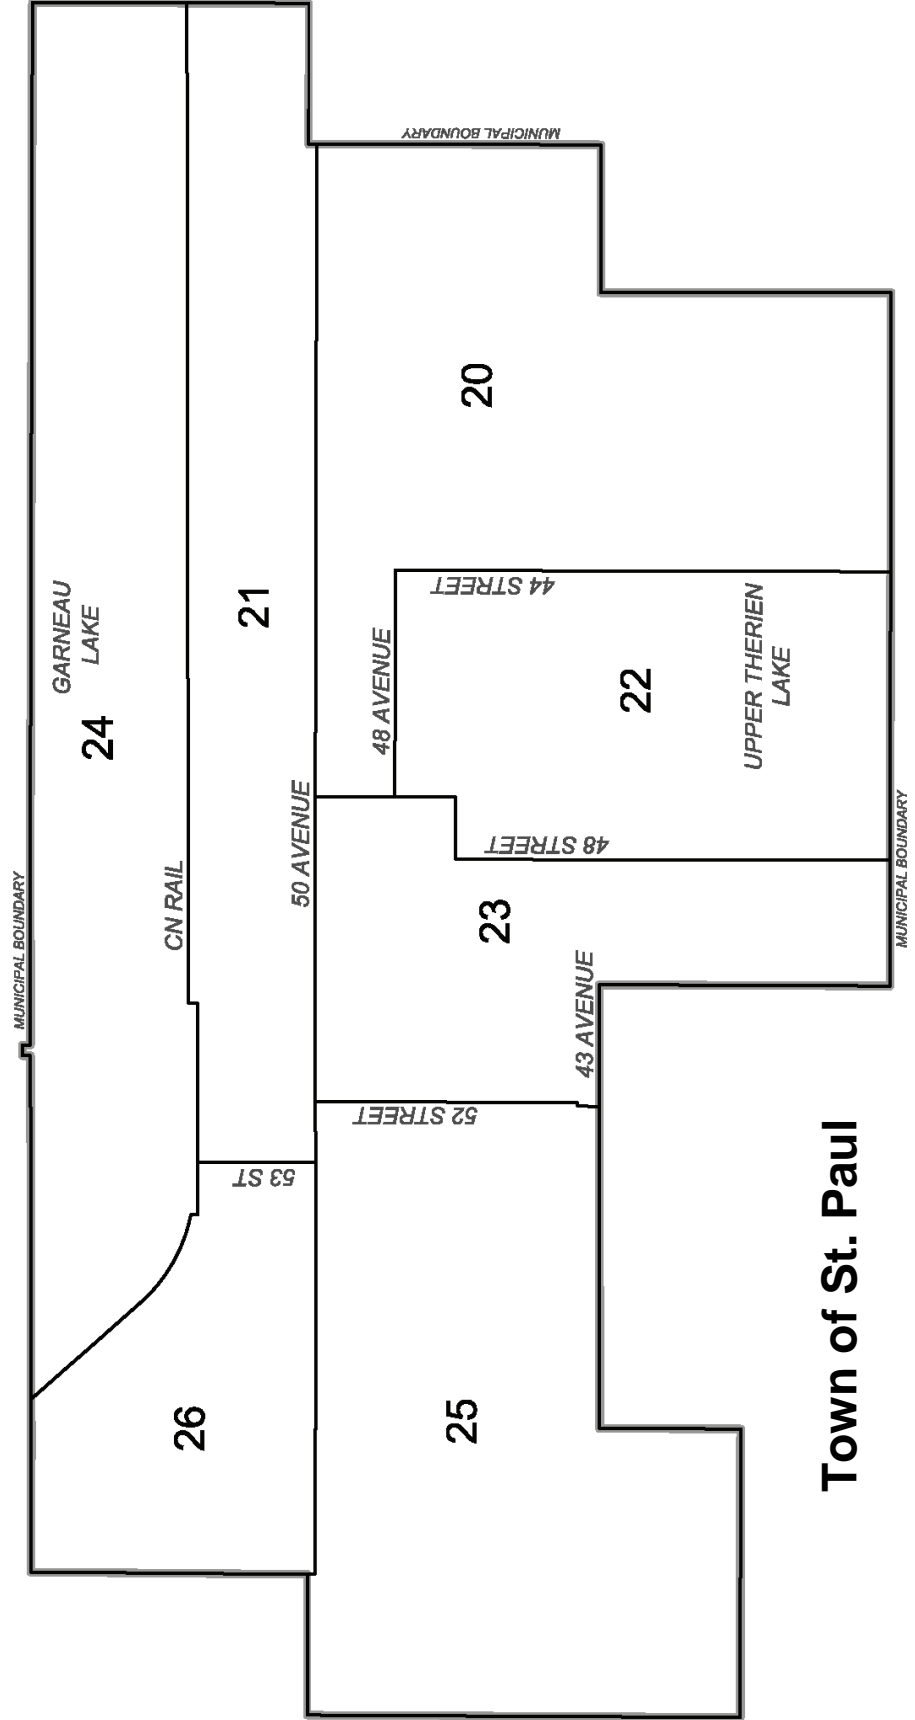 MUNICIPAL BOUNDARY
GARNEAU
LAKE
24
CN RAIL
21
26
53 ST
50 AVENUE
MUNICIPAL BOUNDARY
48 AVENUE
44 STREET
20
52 STREET
23
48 STREET
22
25
43 AVENUE
UPPER THERIEN
LAKE
Town of St. Paul
MUNICIPAL BOUNDARY